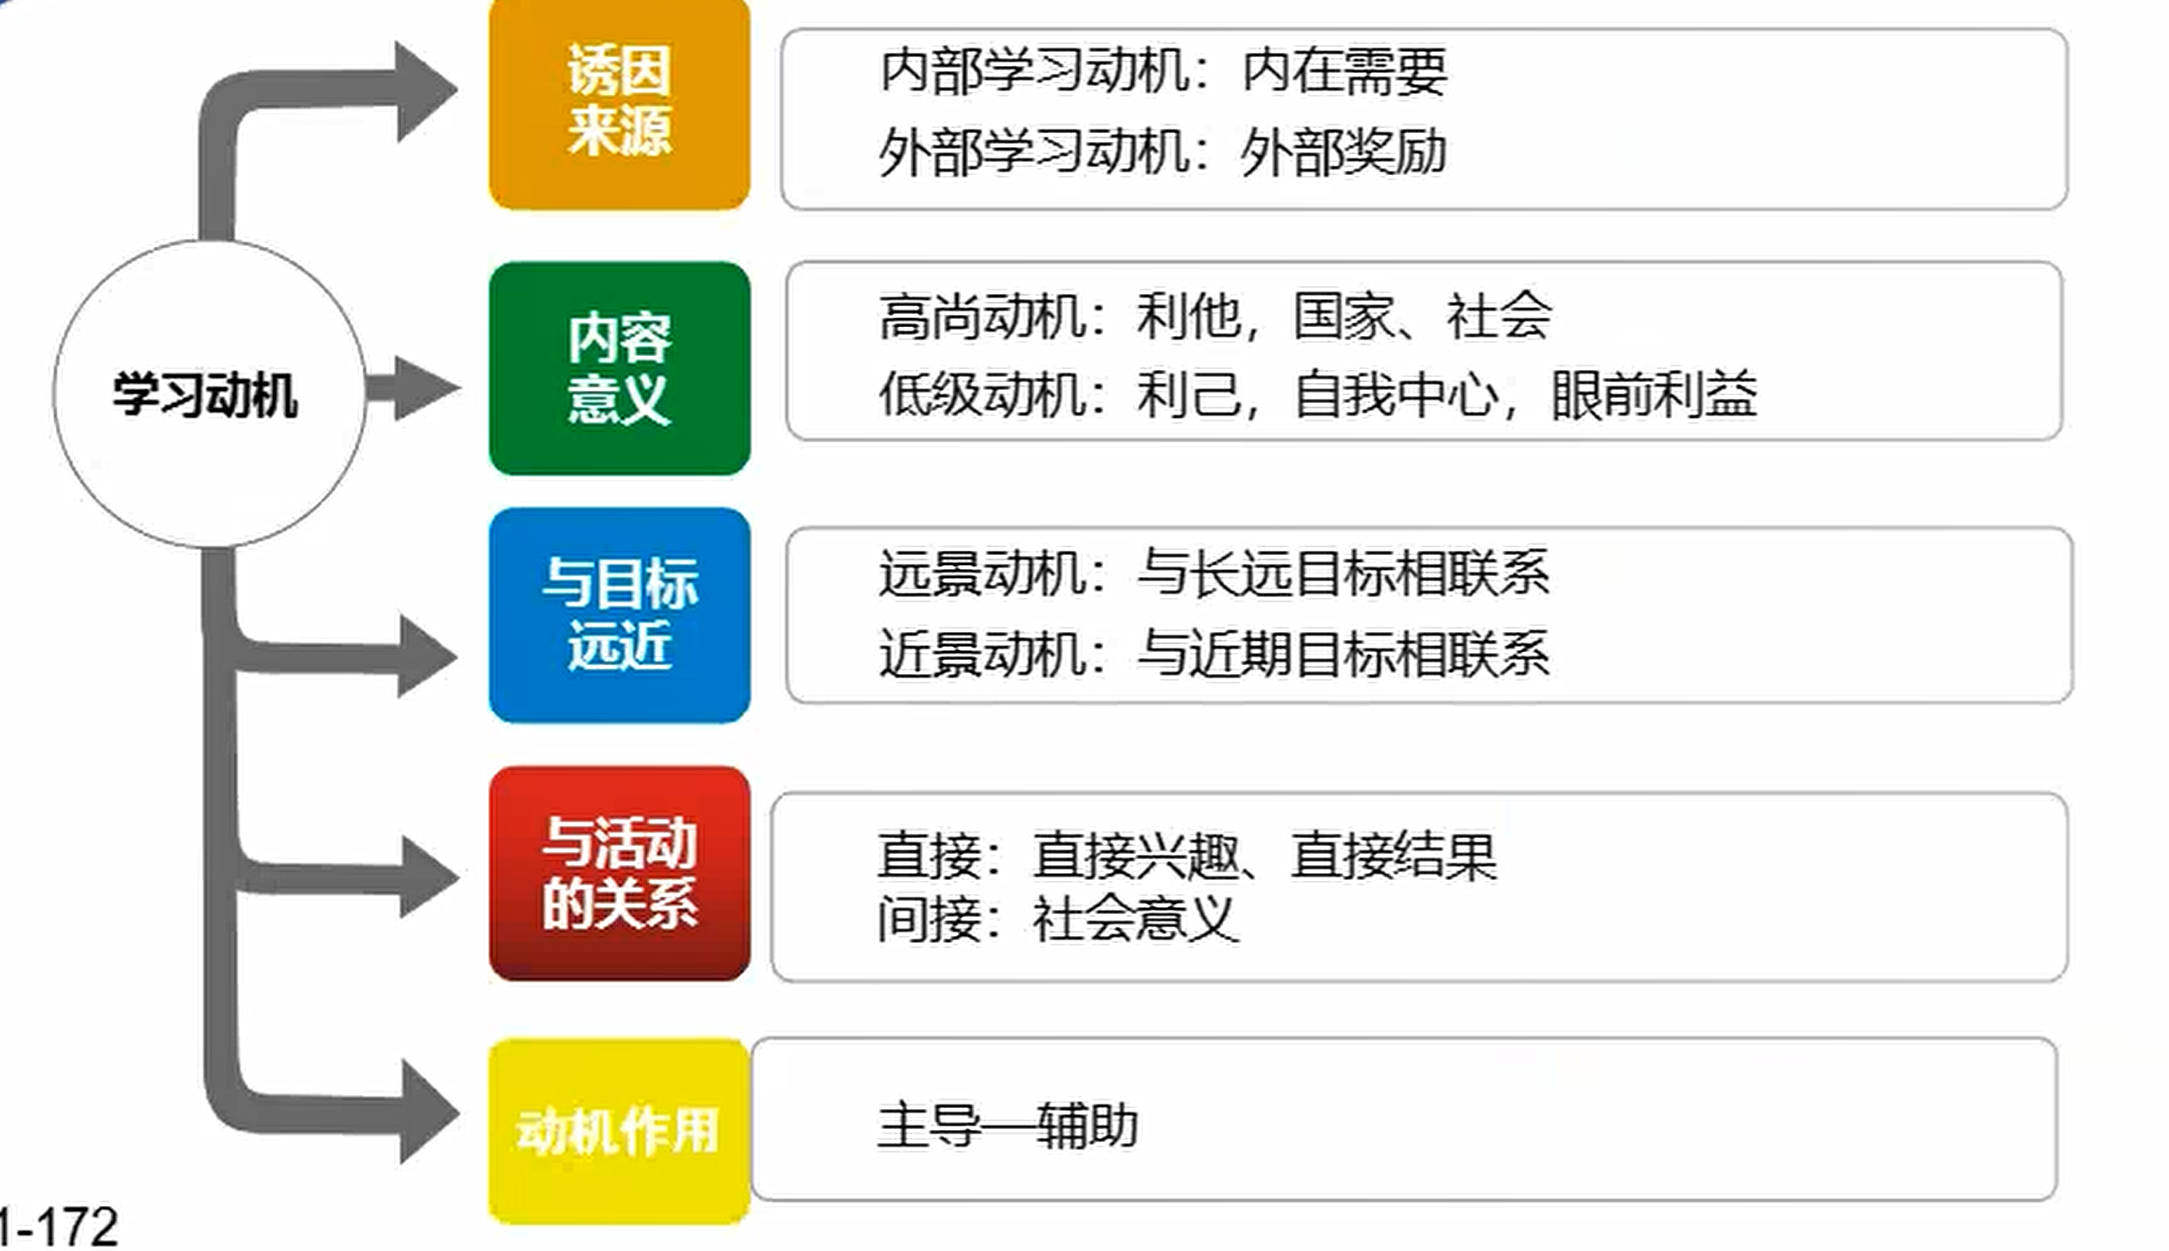 学习动机
诱因
来源
内部学习动机：内在需要
外部学习动机：外部奖励
内容
意义
高尚动机：利他，国家、社会
低级动机：利己，自我中心，眼前利益
与目标
远近
远景动机：与长远目标相联系
近景动机：与近期目标相联系
与活动
的关系
直接：直接兴趣、直接结果
间接：社会意义
动机作用
主导—辅助
1-172